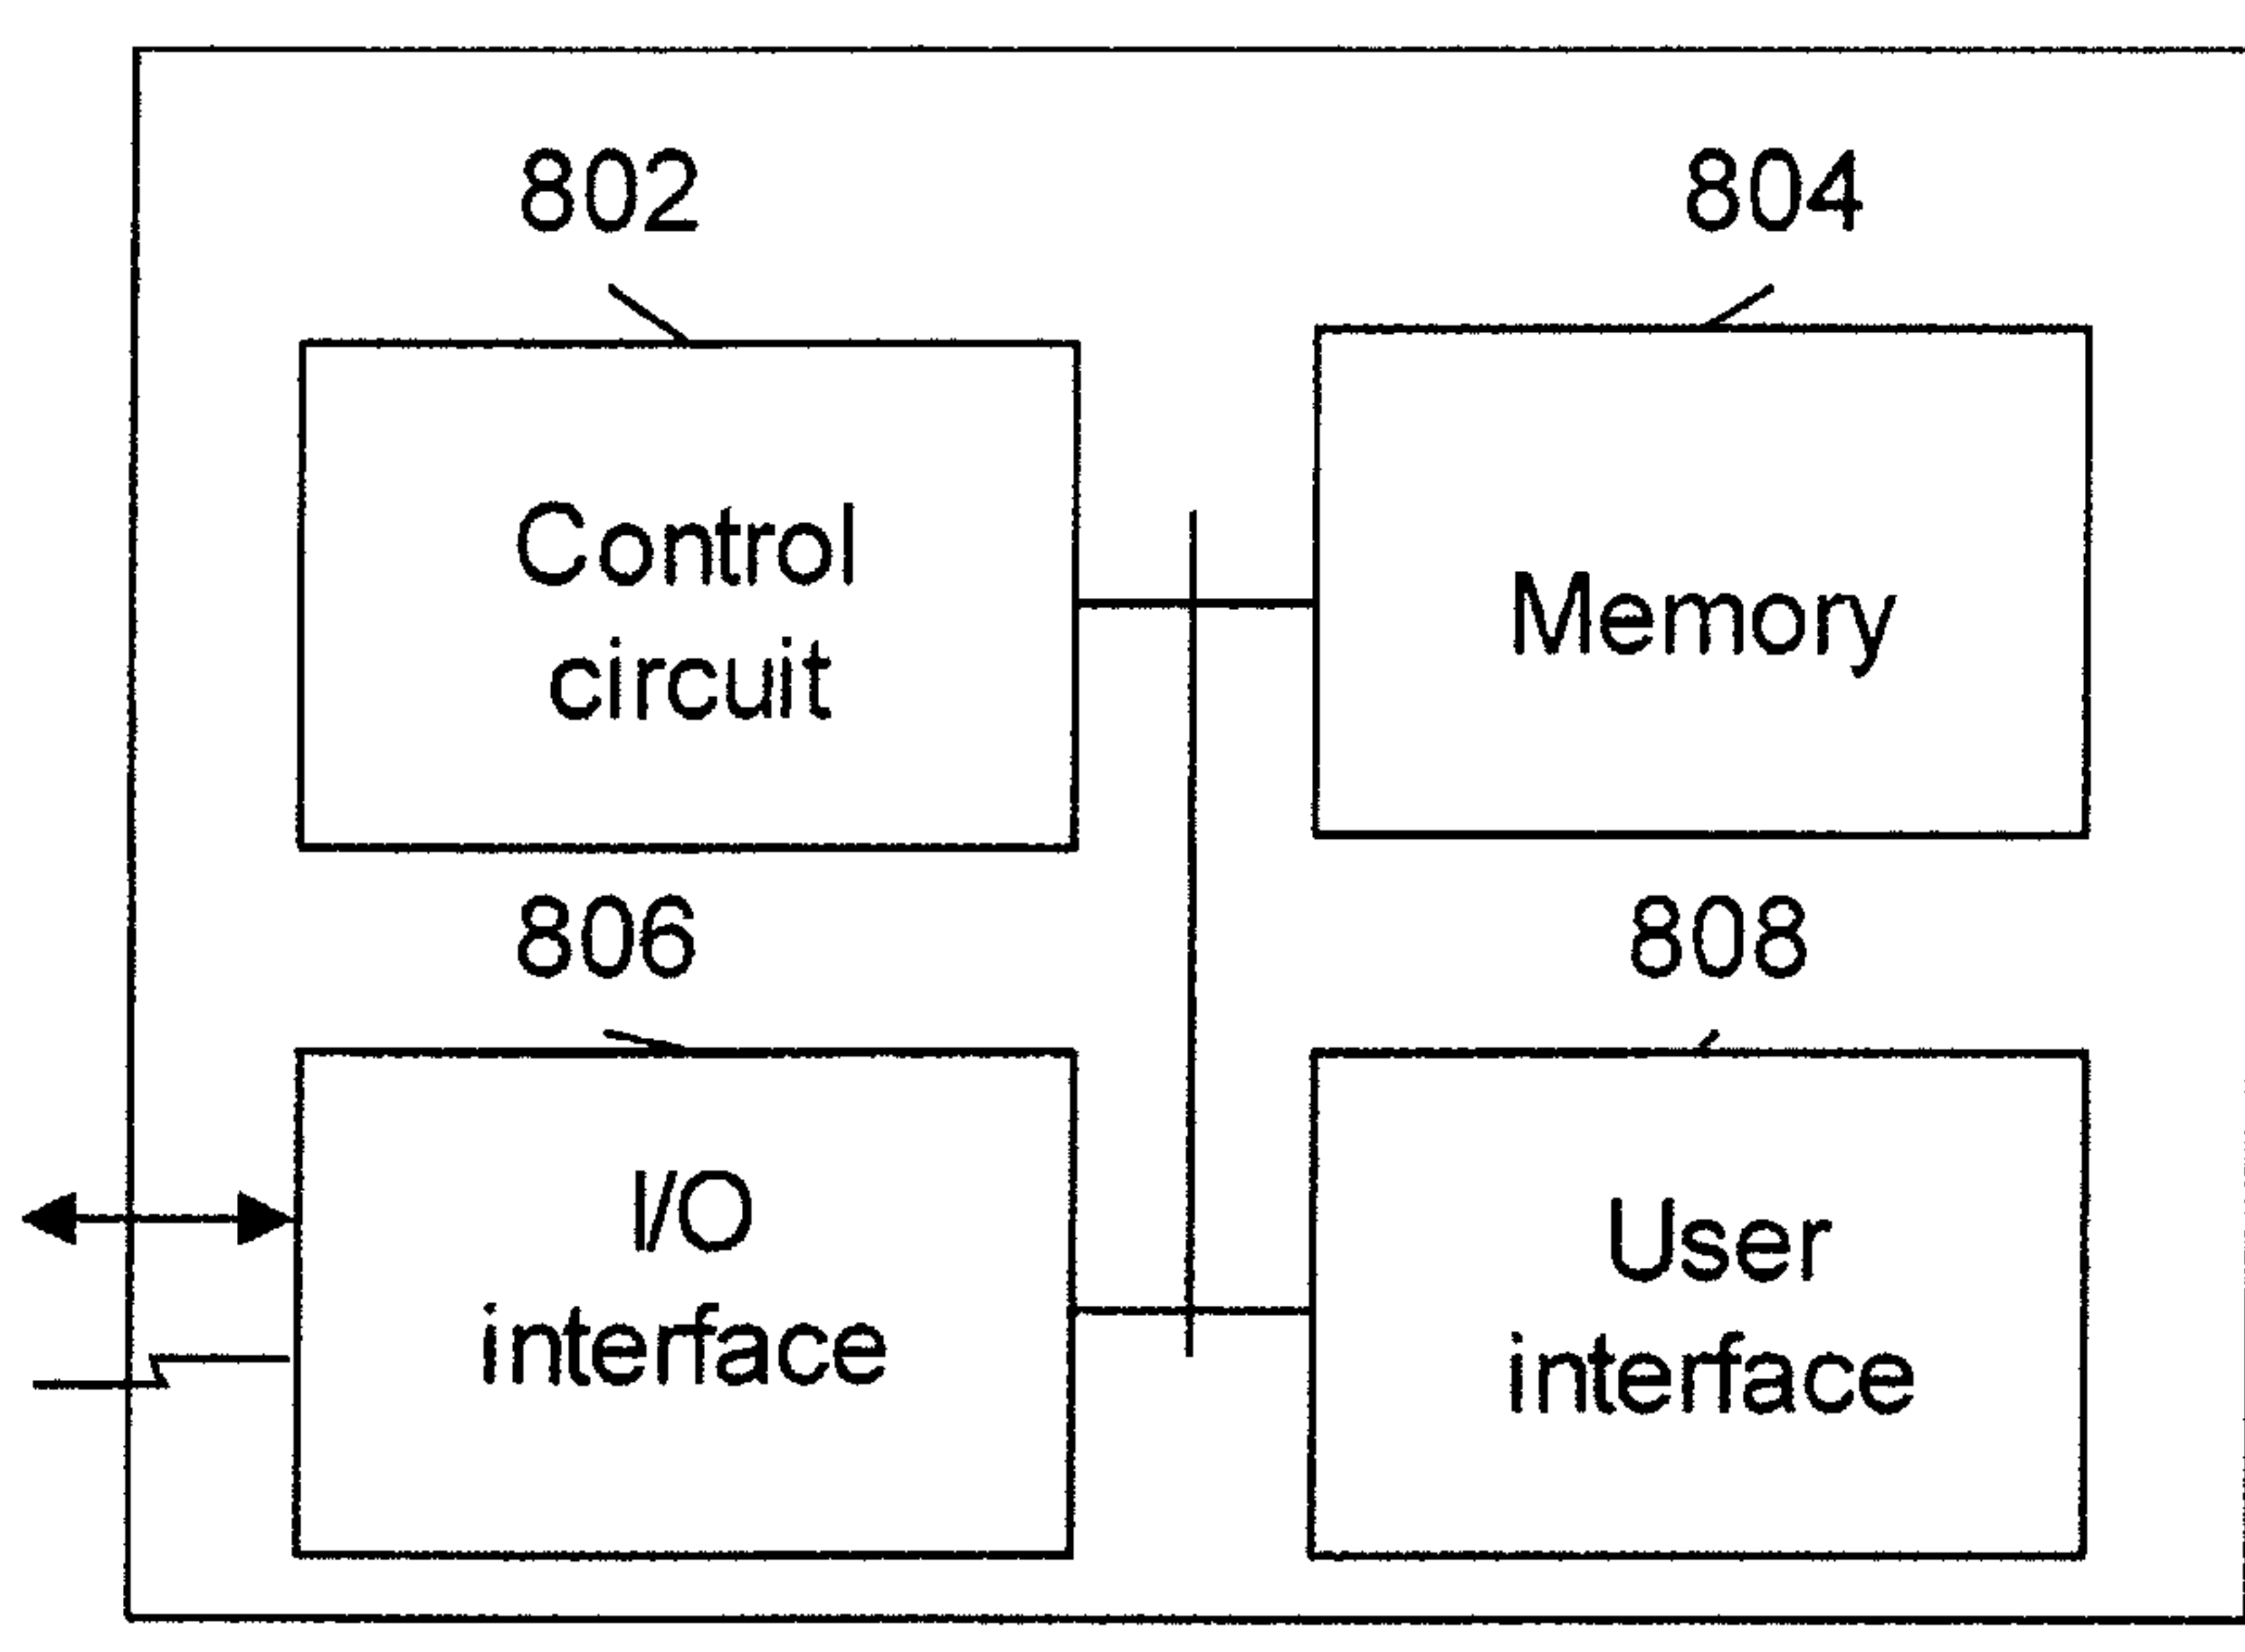 802
804
Control
circuit
Memory
806
808
I/O
interface
User
interface